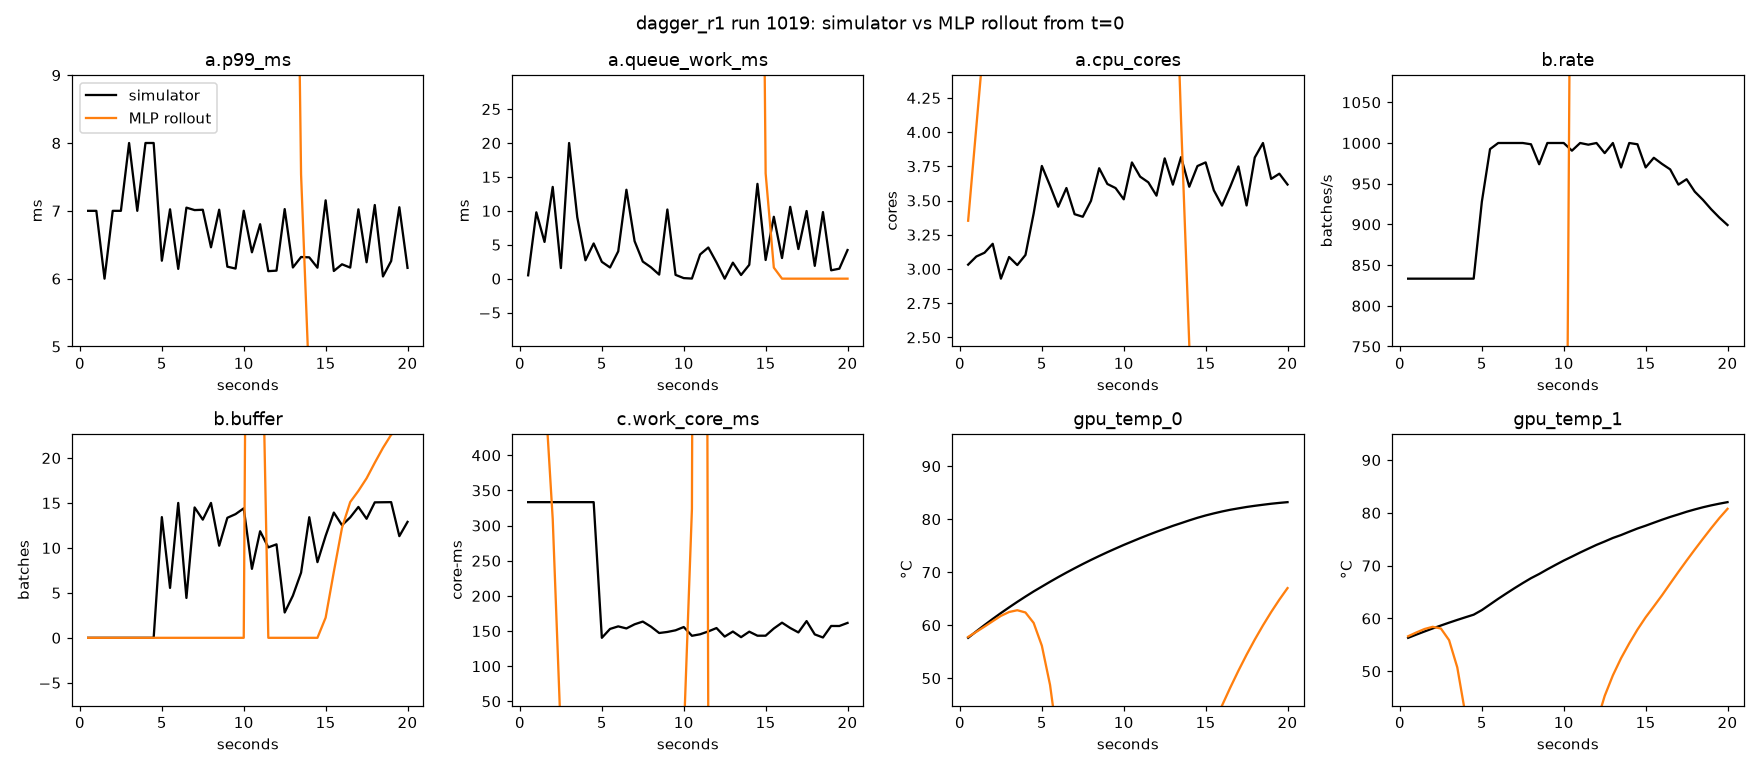 dagger_r1 run 1019: simulator vs MLP rollout from t=0
a.p99_ms
simulator
MLP rollout
ms
9
8
7
6
5
0 5 10 15 20
seconds
a.queue_work_ms
ms
25
20
15
10
5
0
−5
0 5 10 15 20
seconds
a.cpu_cores
cores
4.25
4.00
3.75
3.50
3.25
3.00
2.75
2.50
0 5 10 15 20
seconds
b.rate
batches/s
1050
1000
950
900
850
800
750
0 5 10 15 20
seconds
b.buffer
batches
20
15
10
5
0
−5
0 5 10 15 20
seconds
c.work_core_ms
core-ms
400
350
300
250
200
150
100
50
0 5 10 15 20
seconds
gpu_temp_0
°C
90
80
70
60
50
0 5 10 15 20
seconds
gpu_temp_1
°C
90
80
70
60
50
0 5 10 15 20
seconds